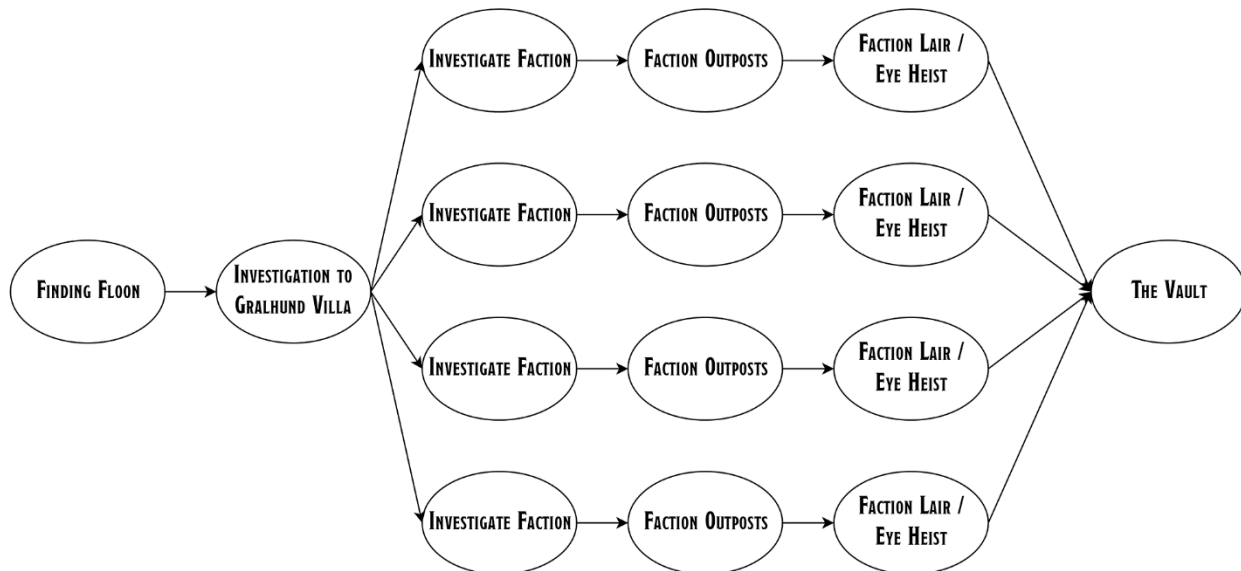 Investigate Faction
Faction Outposts
Faction Lair /
Eye Heist
Investigate Faction
Faction Outposts
Faction Lair /
Eye Heist
Finding Floon
Investigation to
Gralhund Villa
The Vault
Investigate Faction
Faction Outposts
Faction Lair /
Eye Heist
Investigate Faction
Faction Outposts
Faction Lair /
Eye Heist